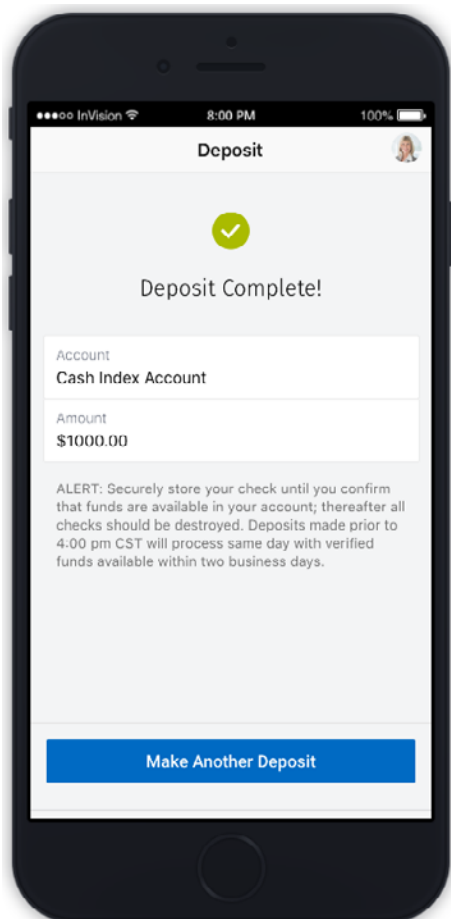 InVision 8:00 PM 100%
Deposit
Deposit Complete!
Account
Cash Index Account
Amount
$1000.00
ALERT: Securely store your check until you confirm
that funds are available in your account; thereafter all
checks should be destroyed. Deposits made prior to
4:00 pm CST will process same day with verified
funds available within two business days.
Make Another Deposit